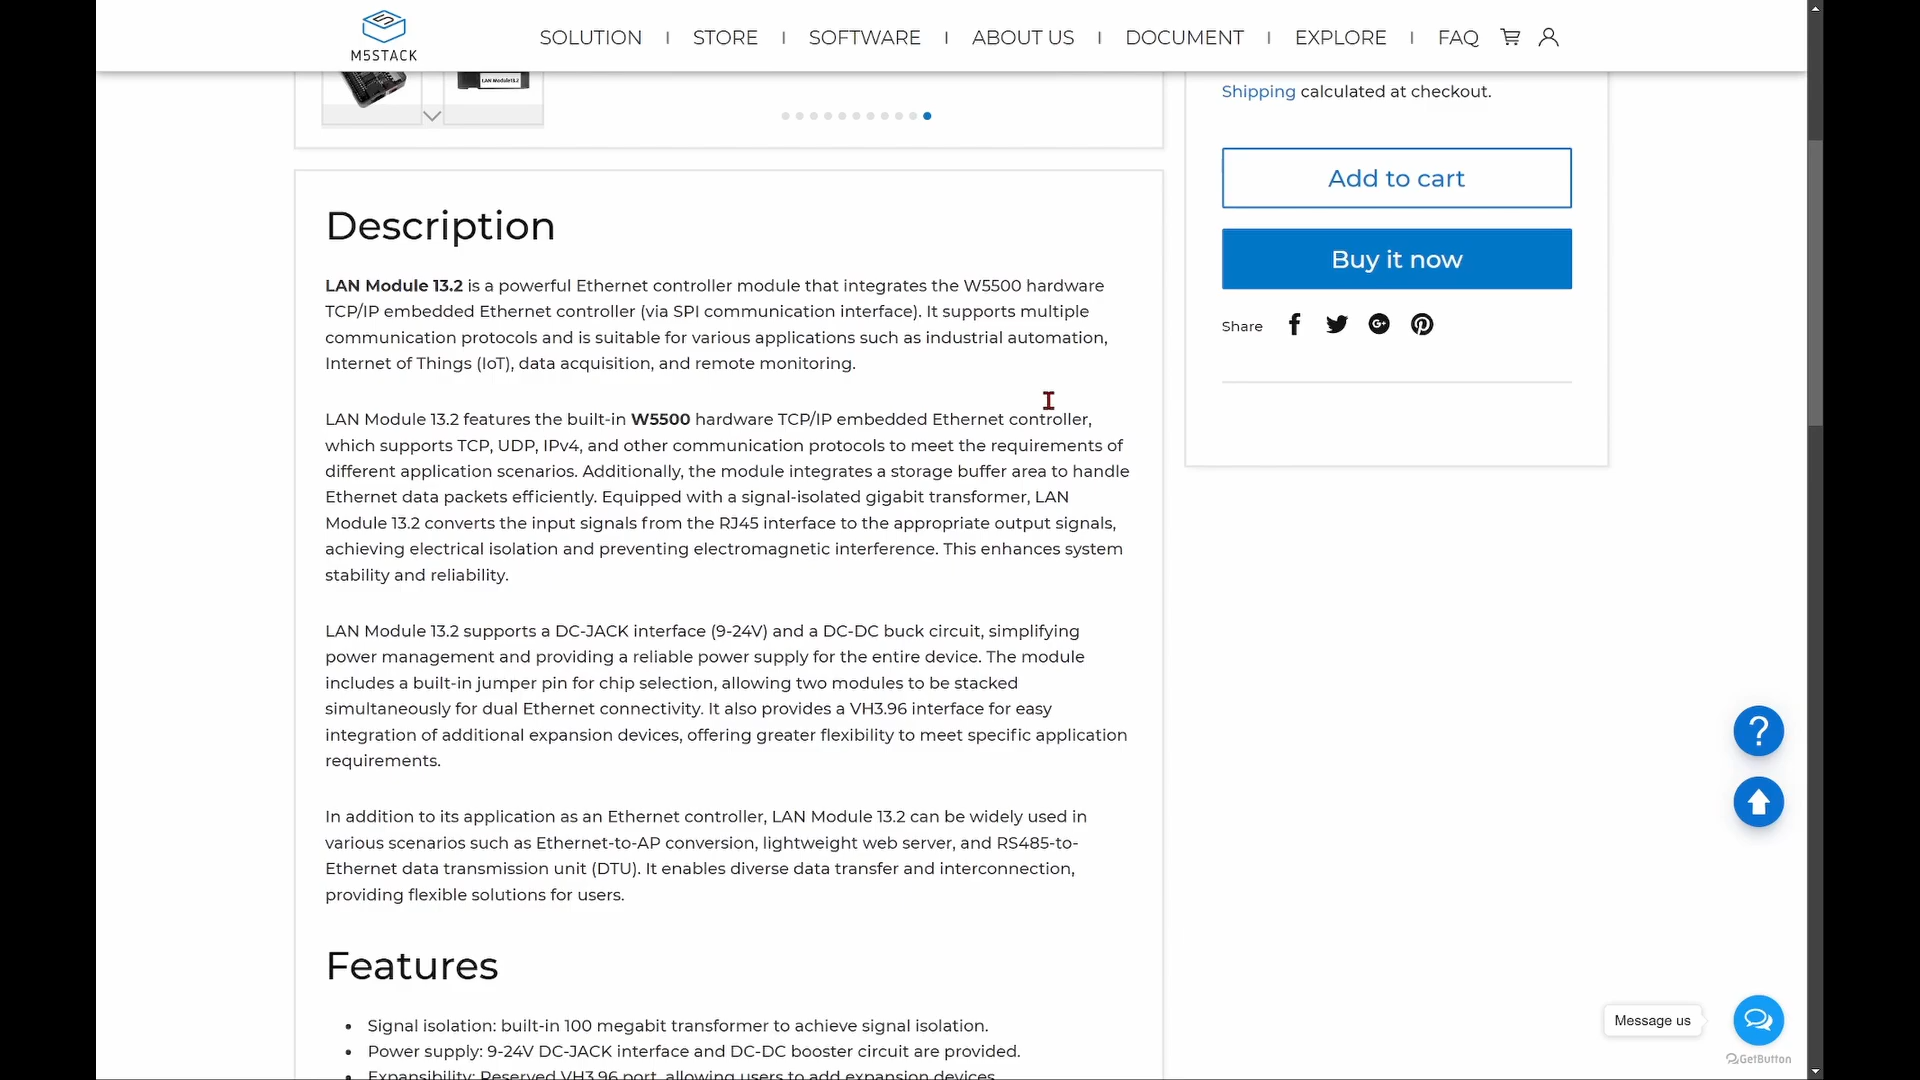 M5STACK
SOLUTION | STORE | SOFTWARE | ABOUT US | DOCUMENT | EXPLORE | FAQ
LAN Module13.2
Shipping calculated at checkout.
Add to cart
Buy it now
Share
Description
LAN Module 13.2 is a powerful Ethernet controller module that integrates the W5500 hardware
TCP/IP embedded Ethernet controller (via SPI communication interface). It supports multiple
communication protocols and is suitable for various applications such as industrial automation,
Internet of Things (IoT), data acquisition, and remote monitoring.
LAN Module 13.2 features the built-in W5500 hardware TCP/IP embedded Ethernet controller,
which supports TCP, UDP, IPv4, and other communication protocols to meet the requirements of
different application scenarios. Additionally, the module integrates a storage buffer area to handle
Ethernet data packets efficiently. Equipped with a signal-isolated gigabit transformer, LAN
Module 13.2 converts the input signals from the RJ45 interface to the appropriate output signals,
achieving electrical isolation and preventing electromagnetic interference. This enhances system
stability and reliability.
LAN Module 13.2 supports a DC-JACK interface (9-24V) and a DC-DC buck circuit, simplifying
power management and providing a reliable power supply for the entire device. The module
includes a built-in jumper pin for chip selection, allowing two modules to be stacked
simultaneously for dual Ethernet connectivity. It also provides a VH3.96 interface for easy
integration of additional expansion devices, offering greater flexibility to meet specific application
requirements.
In addition to its application as an Ethernet controller, LAN Module 13.2 can be widely used in
various scenarios such as Ethernet-to-AP conversion, lightweight web server, and RS485-to-
Ethernet data transmission unit (DTU). It enables diverse data transfer and interconnection,
providing flexible solutions for users.
Features
• Signal isolation: built-in 100 megabit transformer to achieve signal isolation.
• Power supply: 9-24V DC-JACK interface and DC-DC booster circuit are provided.
• Expansibility: Reserved VH3.96 port, allowing users to add expansion devices
?
Message us
GetButton